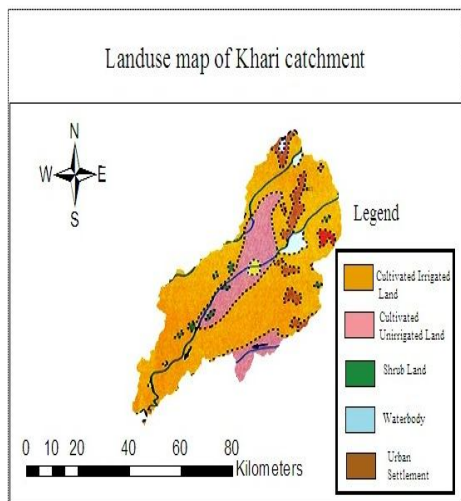 Landuse map of Khari catchment
N
W E
S
Legend
Cultivated Irrigated
Land
Cultivated
Unirrigated Land
Shrub Land
Waterbody
Urban
Settlement
0 20 40 60 80
Kilometers